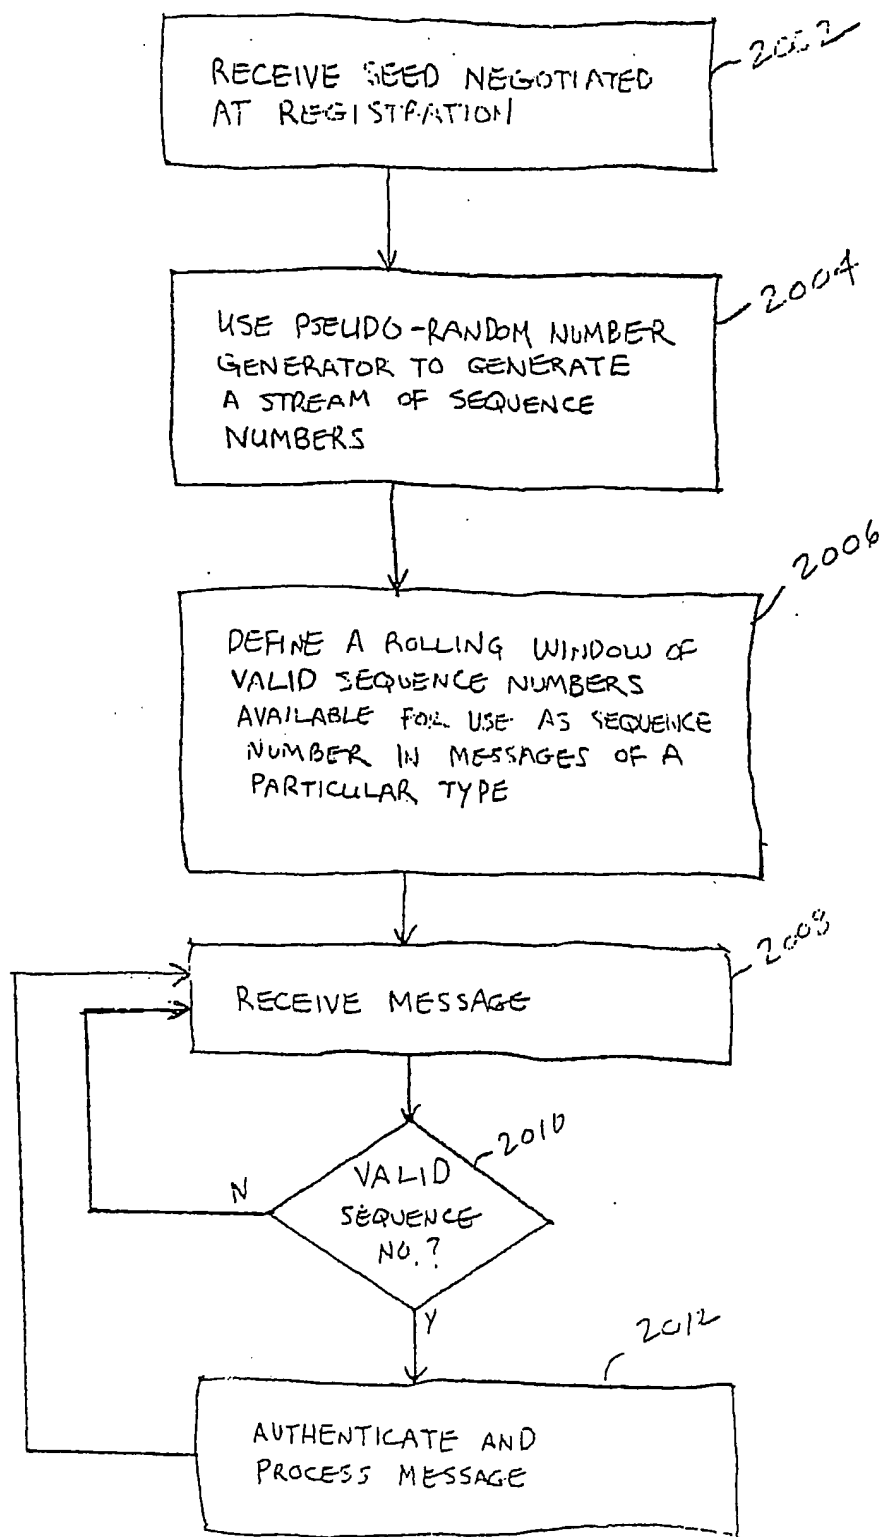 2002
RECEIVE SEED NEGOTIATED
AT REGISTRATION
2004
USE PSEUDO-RANDOM NUMBER
GENERATOR TO GENERATE
A STREAM OF SEQUENCE
NUMBERS
2006
DEFINE A ROLLING WINDOW OF
VALID SEQUENCE NUMBERS
AVAILABLE FOR USE AS SEQUENCE
NUMBER IN MESSAGES OF A
PARTICULAR TYPE
2008
RECEIVE MESSAGE
2010
VALID
SEQUENCE
NO.?
N
Y
2012
AUTHENTICATE AND
PROCESS MESSAGE